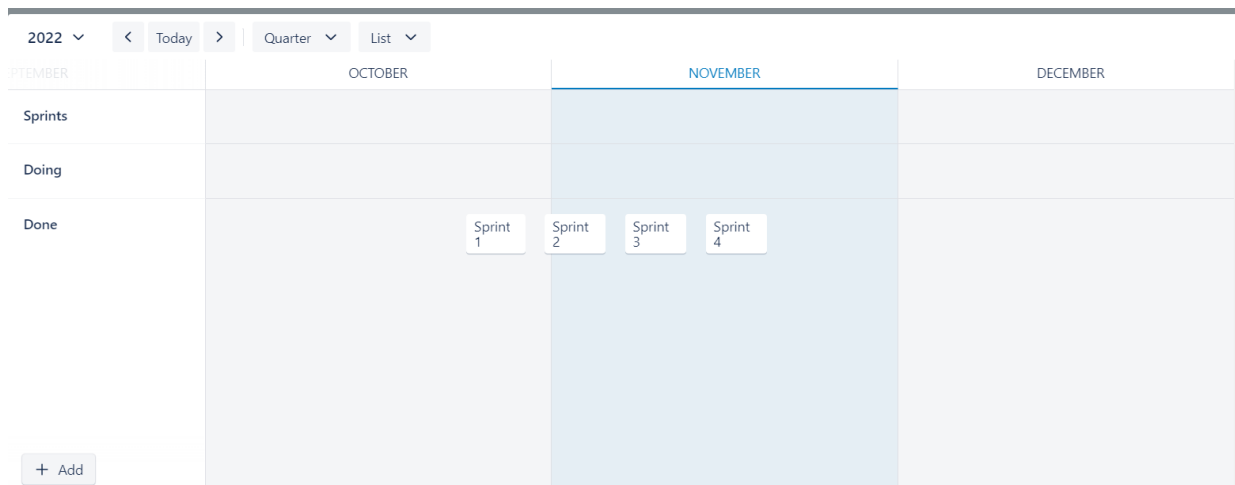 2022 Today Quarter List
EPTEMBER OCTOBER NOVEMBER DECEMBER
Sprints
Doing
Done
Sprint Sprint Sprint Sprint
1 2 3 4
+ Add